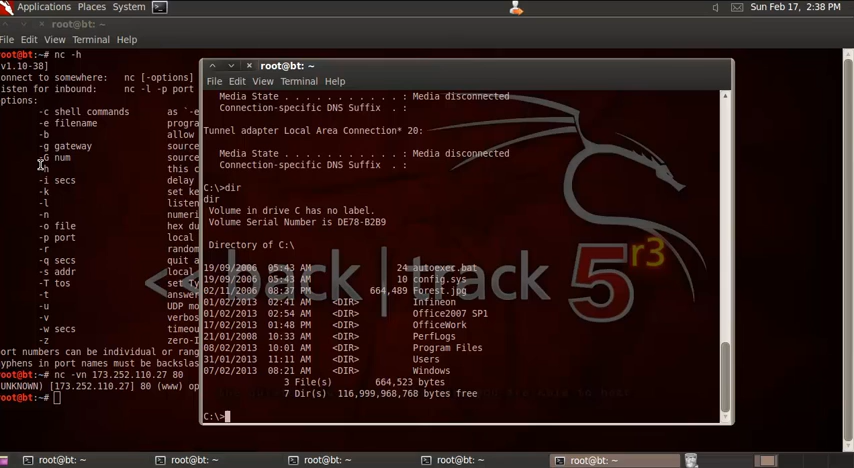 Applications Places System
Sun Feb 17, 2:38 PM
root@bt: ~
File Edit View Terminal Help
root@bt:~# nc -h
v1.10-38]
onnect to somewhere: nc [-options]
isten for inbound: nc -l -p port
ptions:
-c shell commands as `-e
-e filename progra
-b allow
-g gateway source
-G num source
-h this c
-i secs delay
-k set ke
-l listen
-n numeri
-o file hex du
-p port local
-r random
-q secs quit a
-s addr local
-T tos set Ty
-t answer
-u UDP mo
-v verbos
-w secs timeou
-z zero-I
ort numbers can be individual or rang
yphens in port names must be backslas
root@bt:~# nc -vn 173.252.110.27 80
UNKNOWN) [173.252.110.27] 80 (www) op
root@bt:~#
root@bt: ~
File Edit View Terminal Help
Media State . . . . . . . . . . . : Media disconnected
Connection-specific DNS Suffix . :
Tunnel adapter Local Area Connection* 20:
Media State . . . . . . . . . . . : Media disconnected
Connection-specific DNS Suffix . :
C:\>dir
dir
Volume in drive C has no label.
Volume Serial Number is DE78-B2B9
Directory of C:\
19/09/2006 05:43 AM 24 autoexec.bat
19/09/2006 05:43 AM 10 config.sys
02/11/2006 08:37 PM 664,489 Forest.jpg
01/02/2013 02:41 AM <DIR> Infineon
01/02/2013 02:54 AM <DIR> Office2007 SP1
17/02/2013 01:48 PM <DIR> OfficeWork
21/01/2008 10:33 AM <DIR> PerfLogs
08/02/2013 10:01 AM <DIR> Program Files
31/01/2013 11:11 AM <DIR> Users
07/02/2013 08:21 AM <DIR> Windows
3 File(s) 664,523 bytes
7 Dir(s) 116,999,968,768 bytes free
C:\>
<< back | track 5 r3
root@bt: ~
root@bt: ~
root@bt: ~
root@bt: ~
root@bt: ~